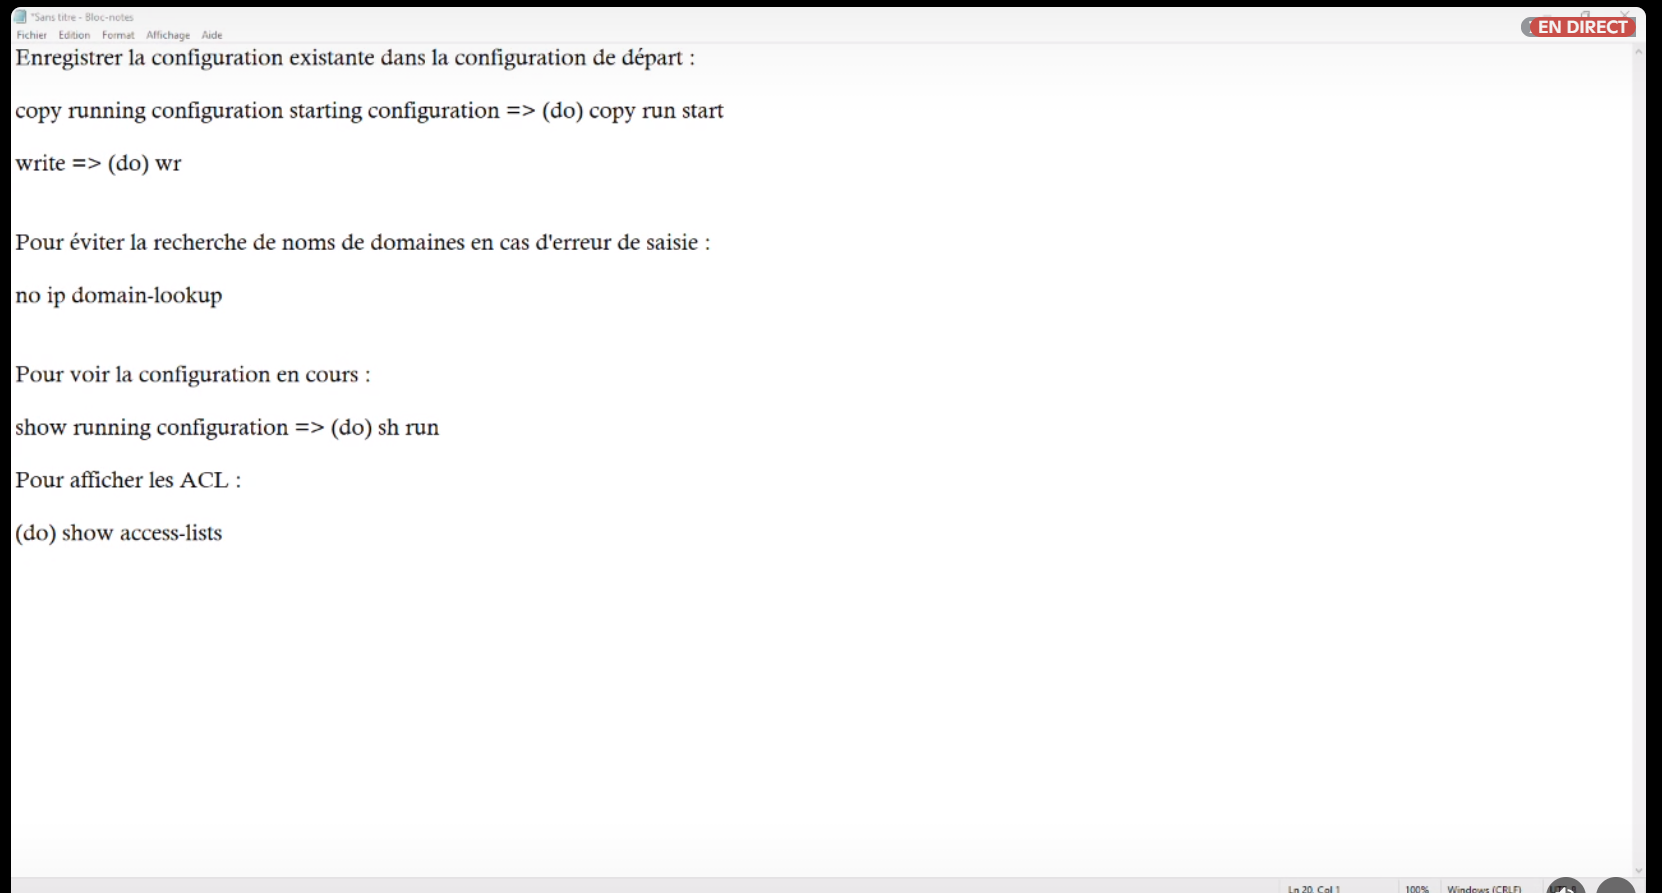 *Sans titre - Bloc-notes
EN DIRECT
Fichier Edition Format Affichage Aide
Enregistrer la configuration existante dans la configuration de départ :
copy running configuration starting configuration => (do) copy run start
write => (do) wr
Pour éviter la recherche de noms de domaines en cas d'erreur de saisie :
no ip domain-lookup
Pour voir la configuration en cours :
show running configuration => (do) sh run
Pour afficher les ACL :
(do) show access-lists
Ln 20, Col 1 100% Windows (CRLF)